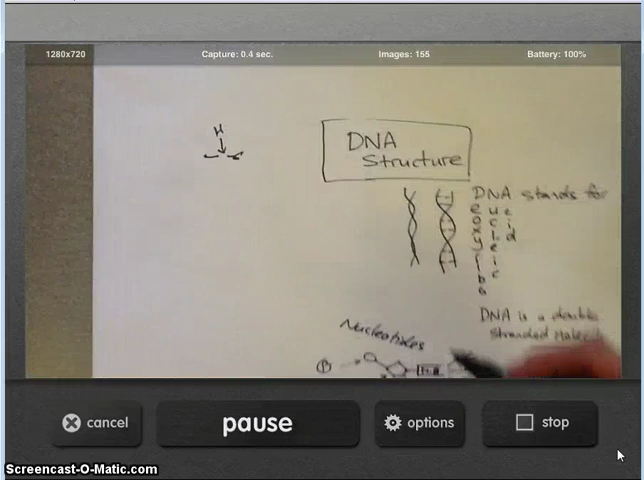 1280x720 Capture: 0.4 sec. Images: 155 Battery: 100%
H
DNA
Structure
DNA stands for
e u c
o c i
x l d
y e
r i
i c
b
o
DNA is a double
stranded
Nucleotides
P
cancel pause options stop
Screencast-O-Matic.com